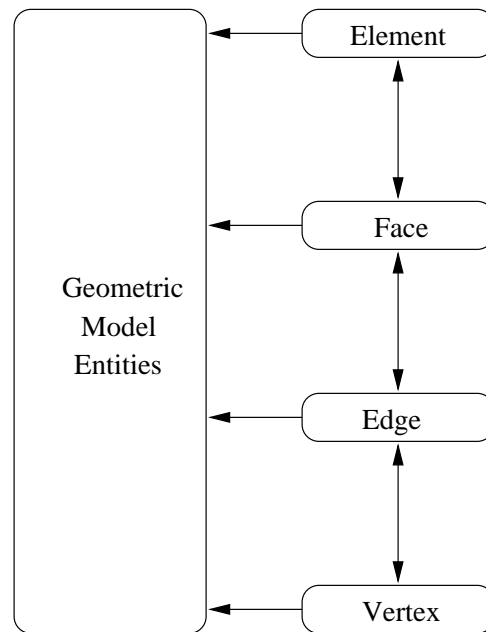 Element
Face
Geometric
Model
Entities
Edge
Vertex